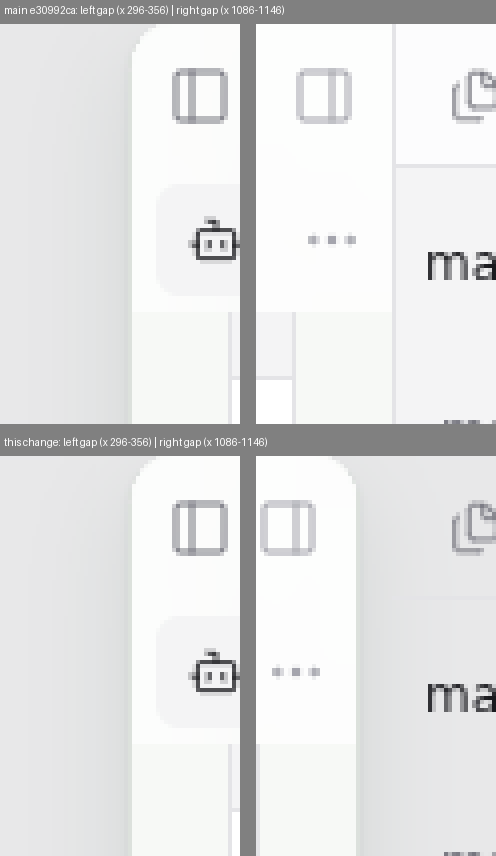 main e30992ca: left gap (x 296-356) | right gap (x 1086-1146)
ma
this change: left gap (x 296-356) | right gap (x 1086-1146)
ma